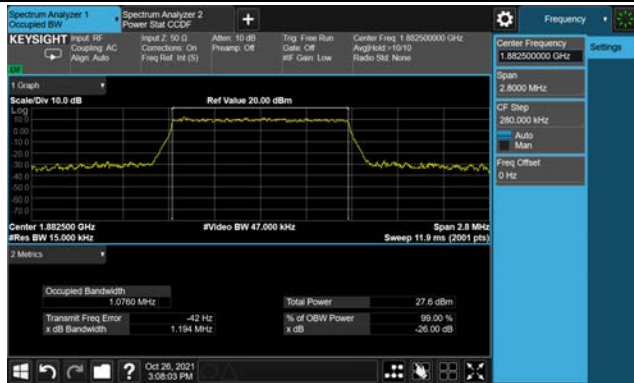 Spectrum Analyzer 1
Occupied BW
Spectrum Analyzer 2
Power Stat CCDF
Frequency
KEYSIGHT
Input: RF
Coupling: AC
Align: Auto
Input Z: 50 Ω
Corrections: On
Freq Ref: Int (S)
Atten: 10 dB
Preamp: Off
Trig: Free Run
Gate: Off
#IF Gain: Low
Center Freq: 1.882500000 GHz
Avg|Hold:>10/10
Radio Std: None
Center Frequency
1.882500000 GHz
Settings
Span
2.8000 MHz
CF Step
280.000 kHz
Auto
Man
Freq Offset
0 Hz
1 Graph
Scale/Div 10.0 dB
Ref Value 20.00 dBm
Log
10.0
0.00
-10.0
-20.0
-30.0
-40.0
-50.0
-60.0
-70.0
Center 1.882500 GHz
#Video BW 47.000 kHz
Span 2.8 MHz
#Res BW 15.000 kHz
Sweep 11.9 ms (2001 pts)
2 Metrics
Occupied Bandwidth
1.0760 MHz
Total Power
27.6 dBm
Transmit Freq Error
-42 Hz
% of OBW Power
99.00 %
x dB Bandwidth
1.194 MHz
x dB
-26.00 dB
?
Oct 26, 2021
3:08:03 PM